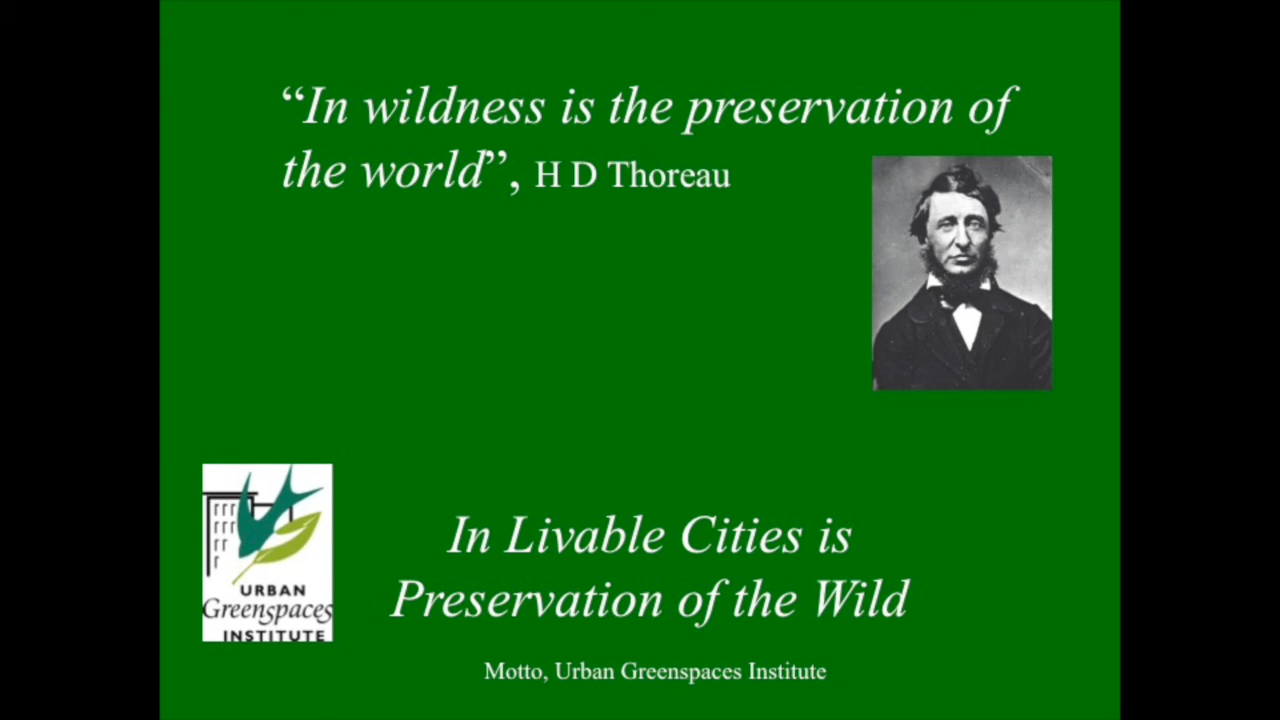 “In wildness is the preservation of
the world”, H D Thoreau
In Livable Cities is
Preservation of the Wild
URBAN
Greenspaces
INSTITUTE
Motto, Urban Greenspaces Institute